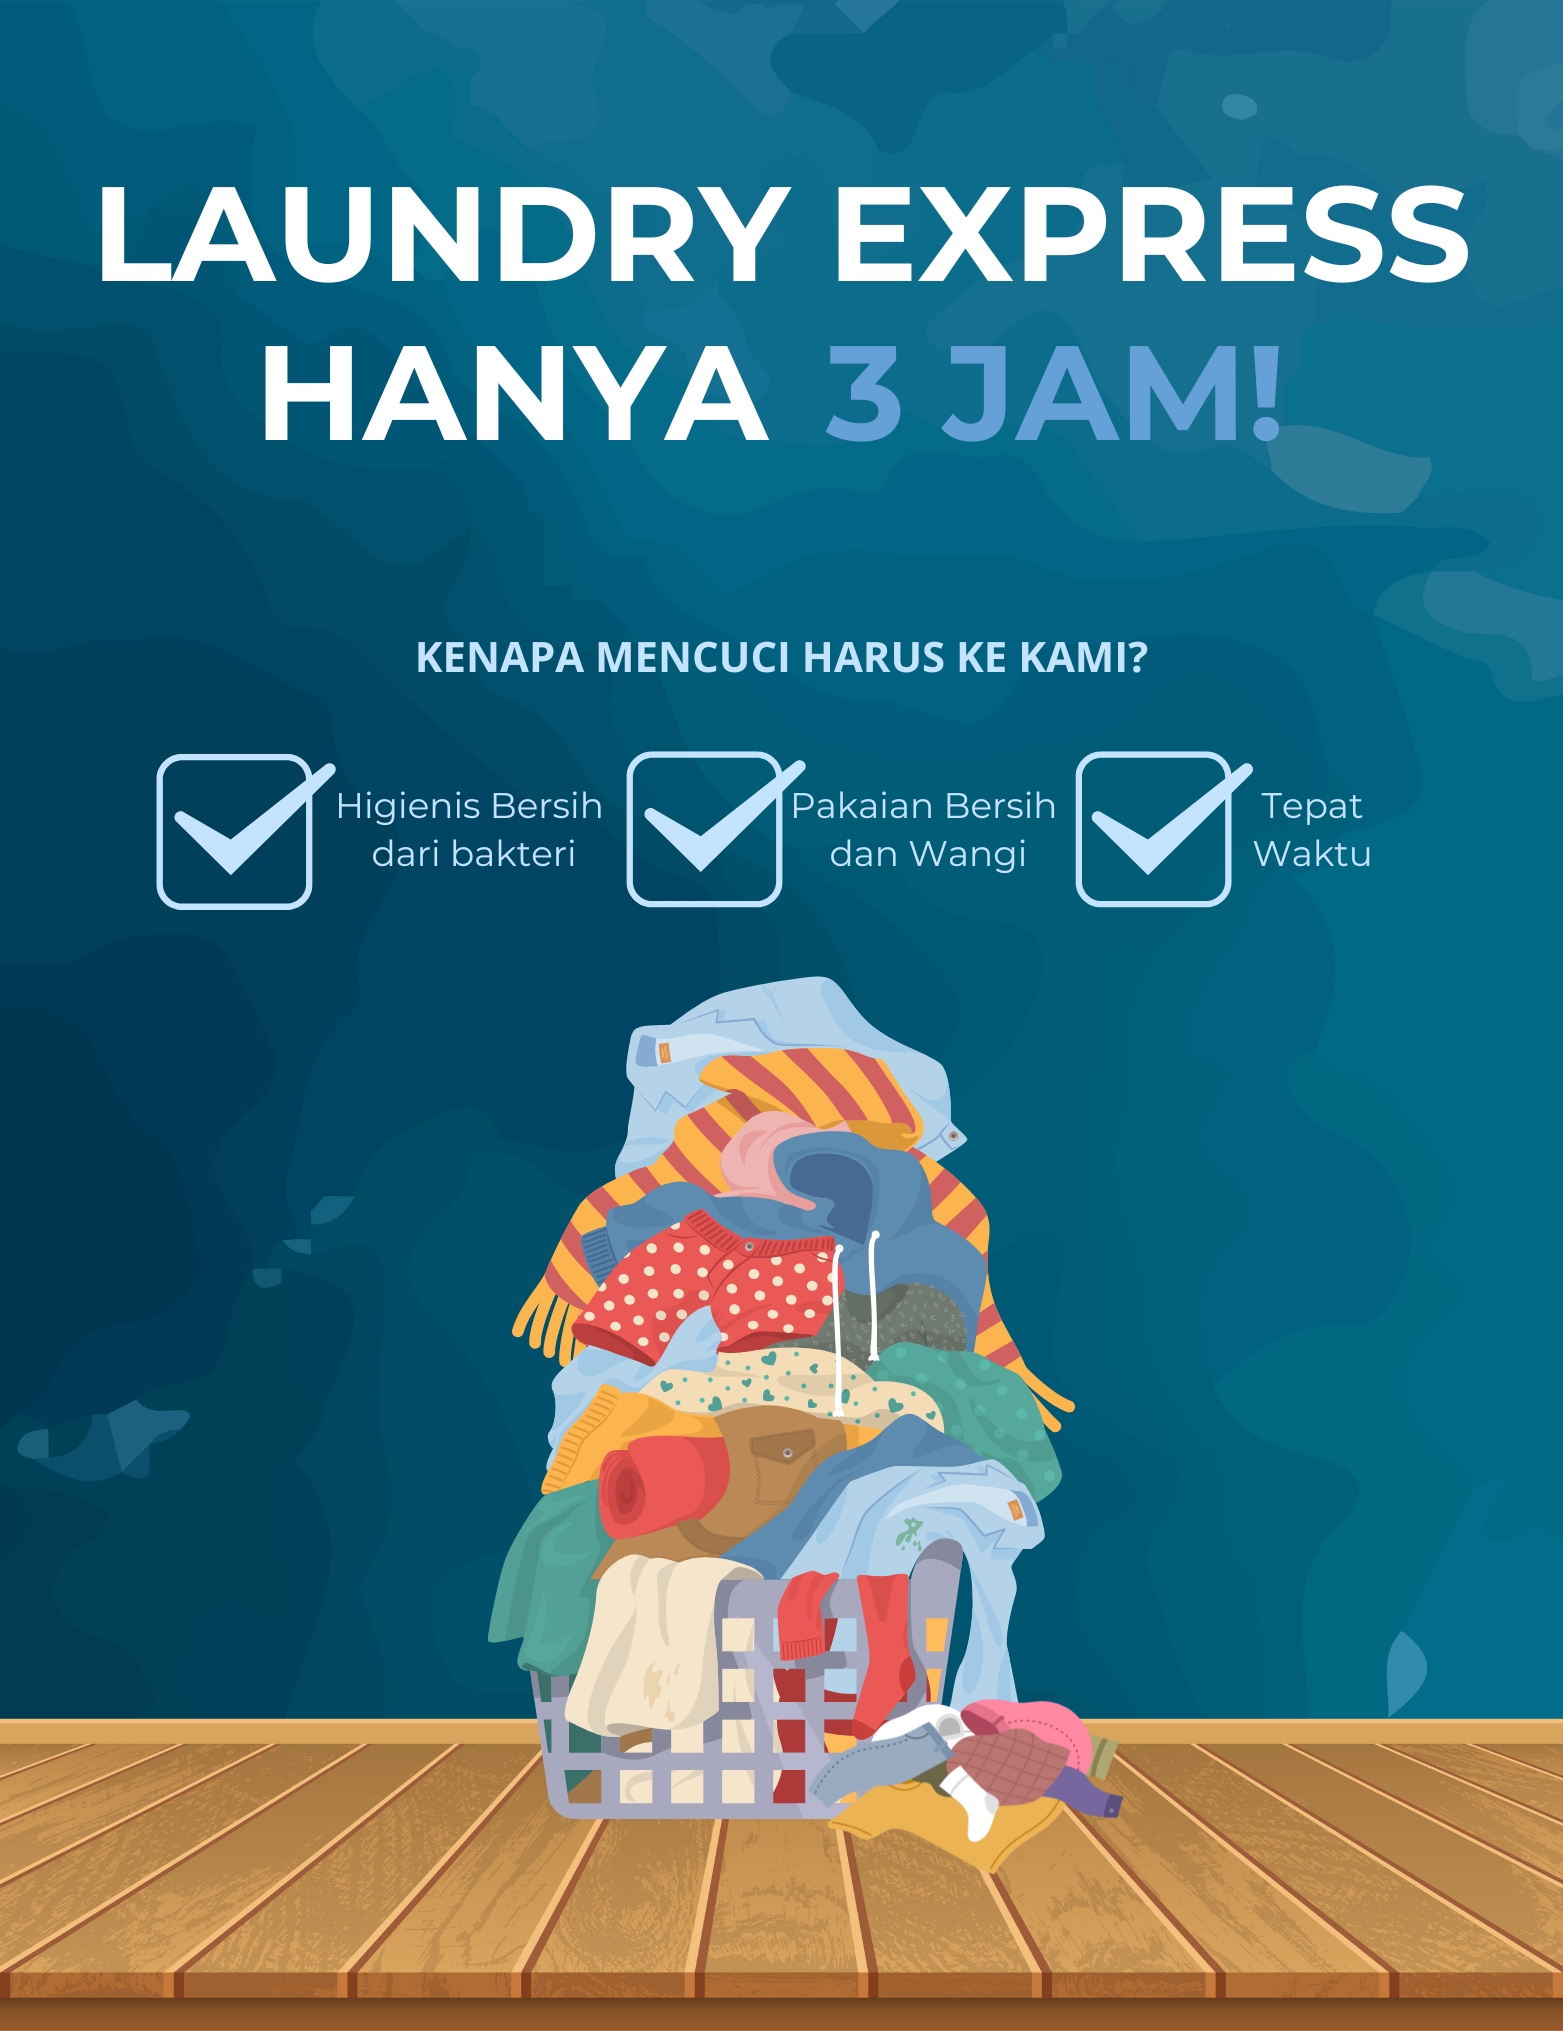 LAUNDRY EXPRESS
HANYA 3 JAM!
KENAPA MENCUCI HARUS KE KAMI?
Higienis Bersih
dari bakteri
Pakaian Bersih
dan Wangi
Tepat
Waktu